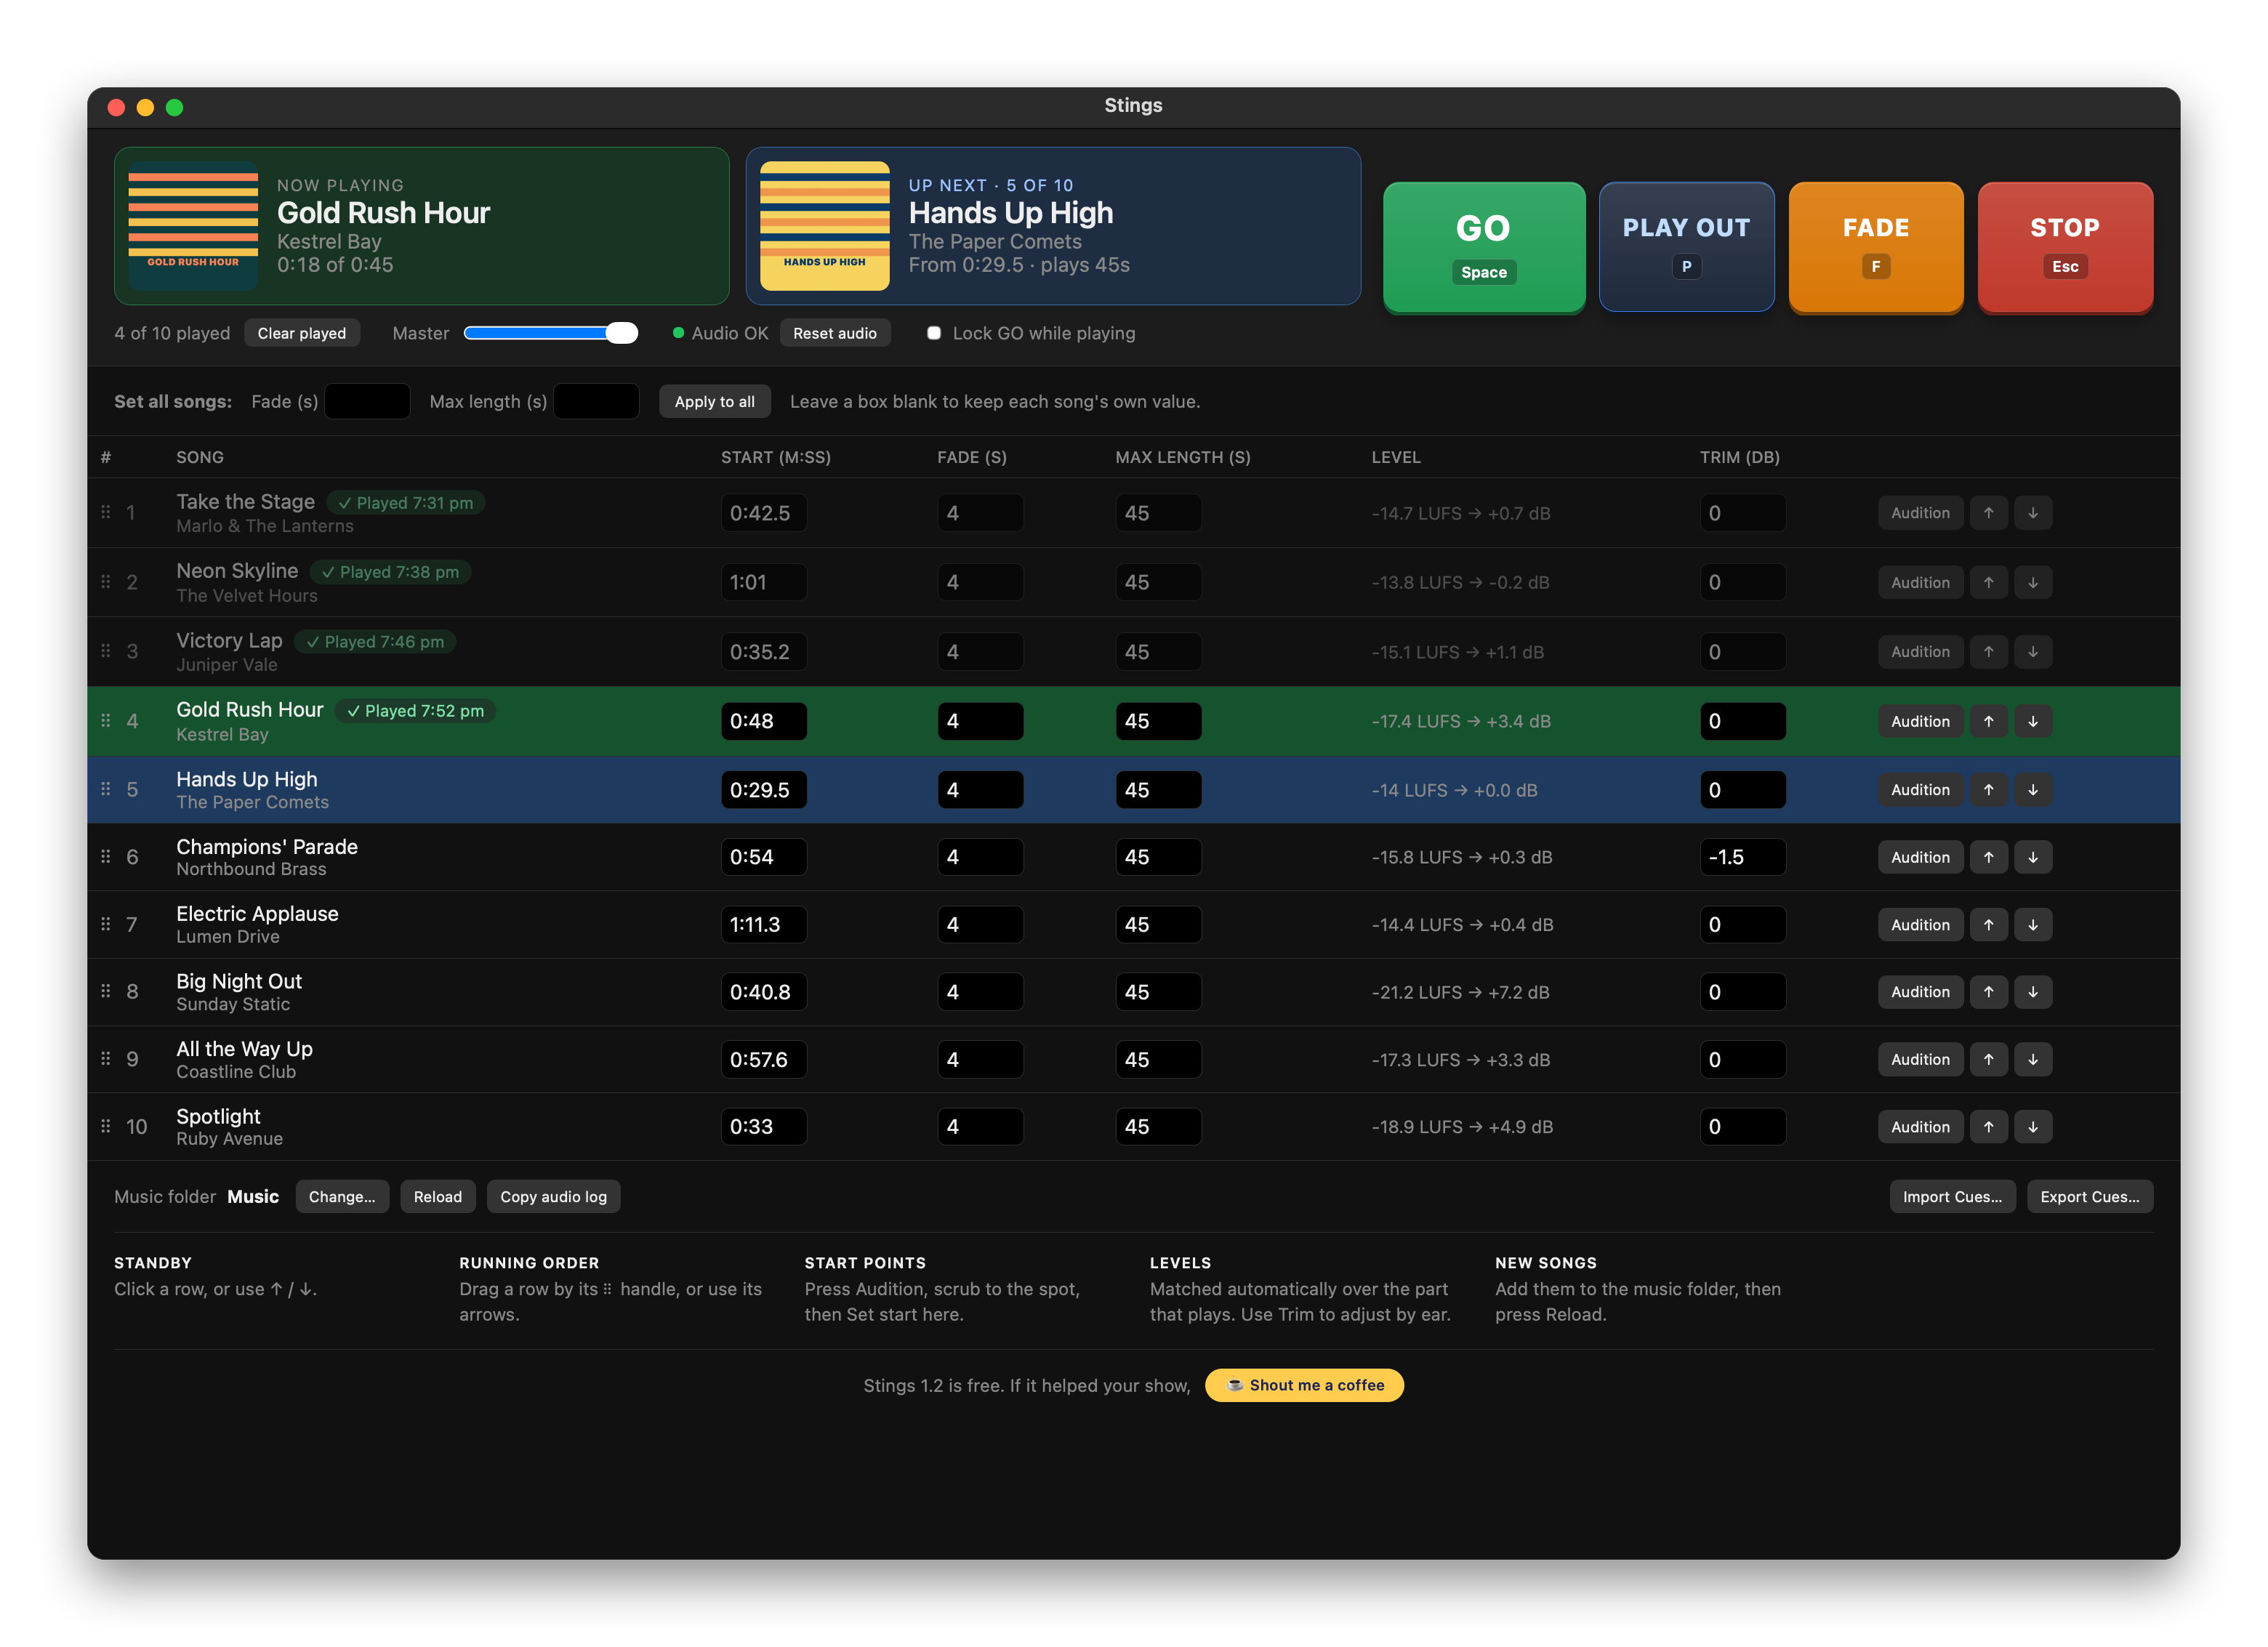 Stings
GOLD RUSH HOUR
NOW PLAYING
Gold Rush Hour
Kestrel Bay
0:18 of 0:45
HANDS UP HIGH
UP NEXT · 5 OF 10
Hands Up High
The Paper Comets
From 0:29.5 · plays 45s
GO
Space
PLAY OUT
P
FADE
F
STOP
Esc
4 of 10 played Clear played Master Audio OK Reset audio Lock GO while playing
Set all songs: Fade (s) Max length (s) Apply to all Leave a box blank to keep each song's own value.
# SONG START (M:SS) FADE (S) MAX LENGTH (S) LEVEL TRIM (DB)
1 Take the Stage ✓ Played 7:31 pm 0:42.5 4 45 -14.7 LUFS → +0.7 dB 0 Audition ↑ ↓
Marlo & The Lanterns
2 Neon Skyline ✓ Played 7:38 pm 1:01 4 45 -13.8 LUFS → -0.2 dB 0 Audition ↑ ↓
The Velvet Hours
3 Victory Lap ✓ Played 7:46 pm 0:35.2 4 45 -15.1 LUFS → +1.1 dB 0 Audition ↑ ↓
Juniper Vale
4 Gold Rush Hour ✓ Played 7:52 pm 0:48 4 45 -17.4 LUFS → +3.4 dB 0 Audition ↑ ↓
Kestrel Bay
5 Hands Up High 0:29.5 4 45 -14 LUFS → +0.0 dB 0 Audition ↑ ↓
The Paper Comets
6 Champions' Parade 0:54 4 45 -15.8 LUFS → +0.3 dB -1.5 Audition ↑ ↓
Northbound Brass
7 Electric Applause 1:11.3 4 45 -14.4 LUFS → +0.4 dB 0 Audition ↑ ↓
Lumen Drive
8 Big Night Out 0:40.8 4 45 -21.2 LUFS → +7.2 dB 0 Audition ↑ ↓
Sunday Static
9 All the Way Up 0:57.6 4 45 -17.3 LUFS → +3.3 dB 0 Audition ↑ ↓
Coastline Club
10 Spotlight 0:33 4 45 -18.9 LUFS → +4.9 dB 0 Audition ↑ ↓
Ruby Avenue
Music folder Music Change... Reload Copy audio log Import Cues... Export Cues...
STANDBY
Click a row, or use ↑ / ↓.
RUNNING ORDER
Drag a row by its ⠿ handle, or use its
arrows.
START POINTS
Press Audition, scrub to the spot,
then Set start here.
LEVELS
Matched automatically over the part
that plays. Use Trim to adjust by ear.
NEW SONGS
Add them to the music folder, then
press Reload.
Stings 1.2 is free. If it helped your show, ☕ Shout me a coffee